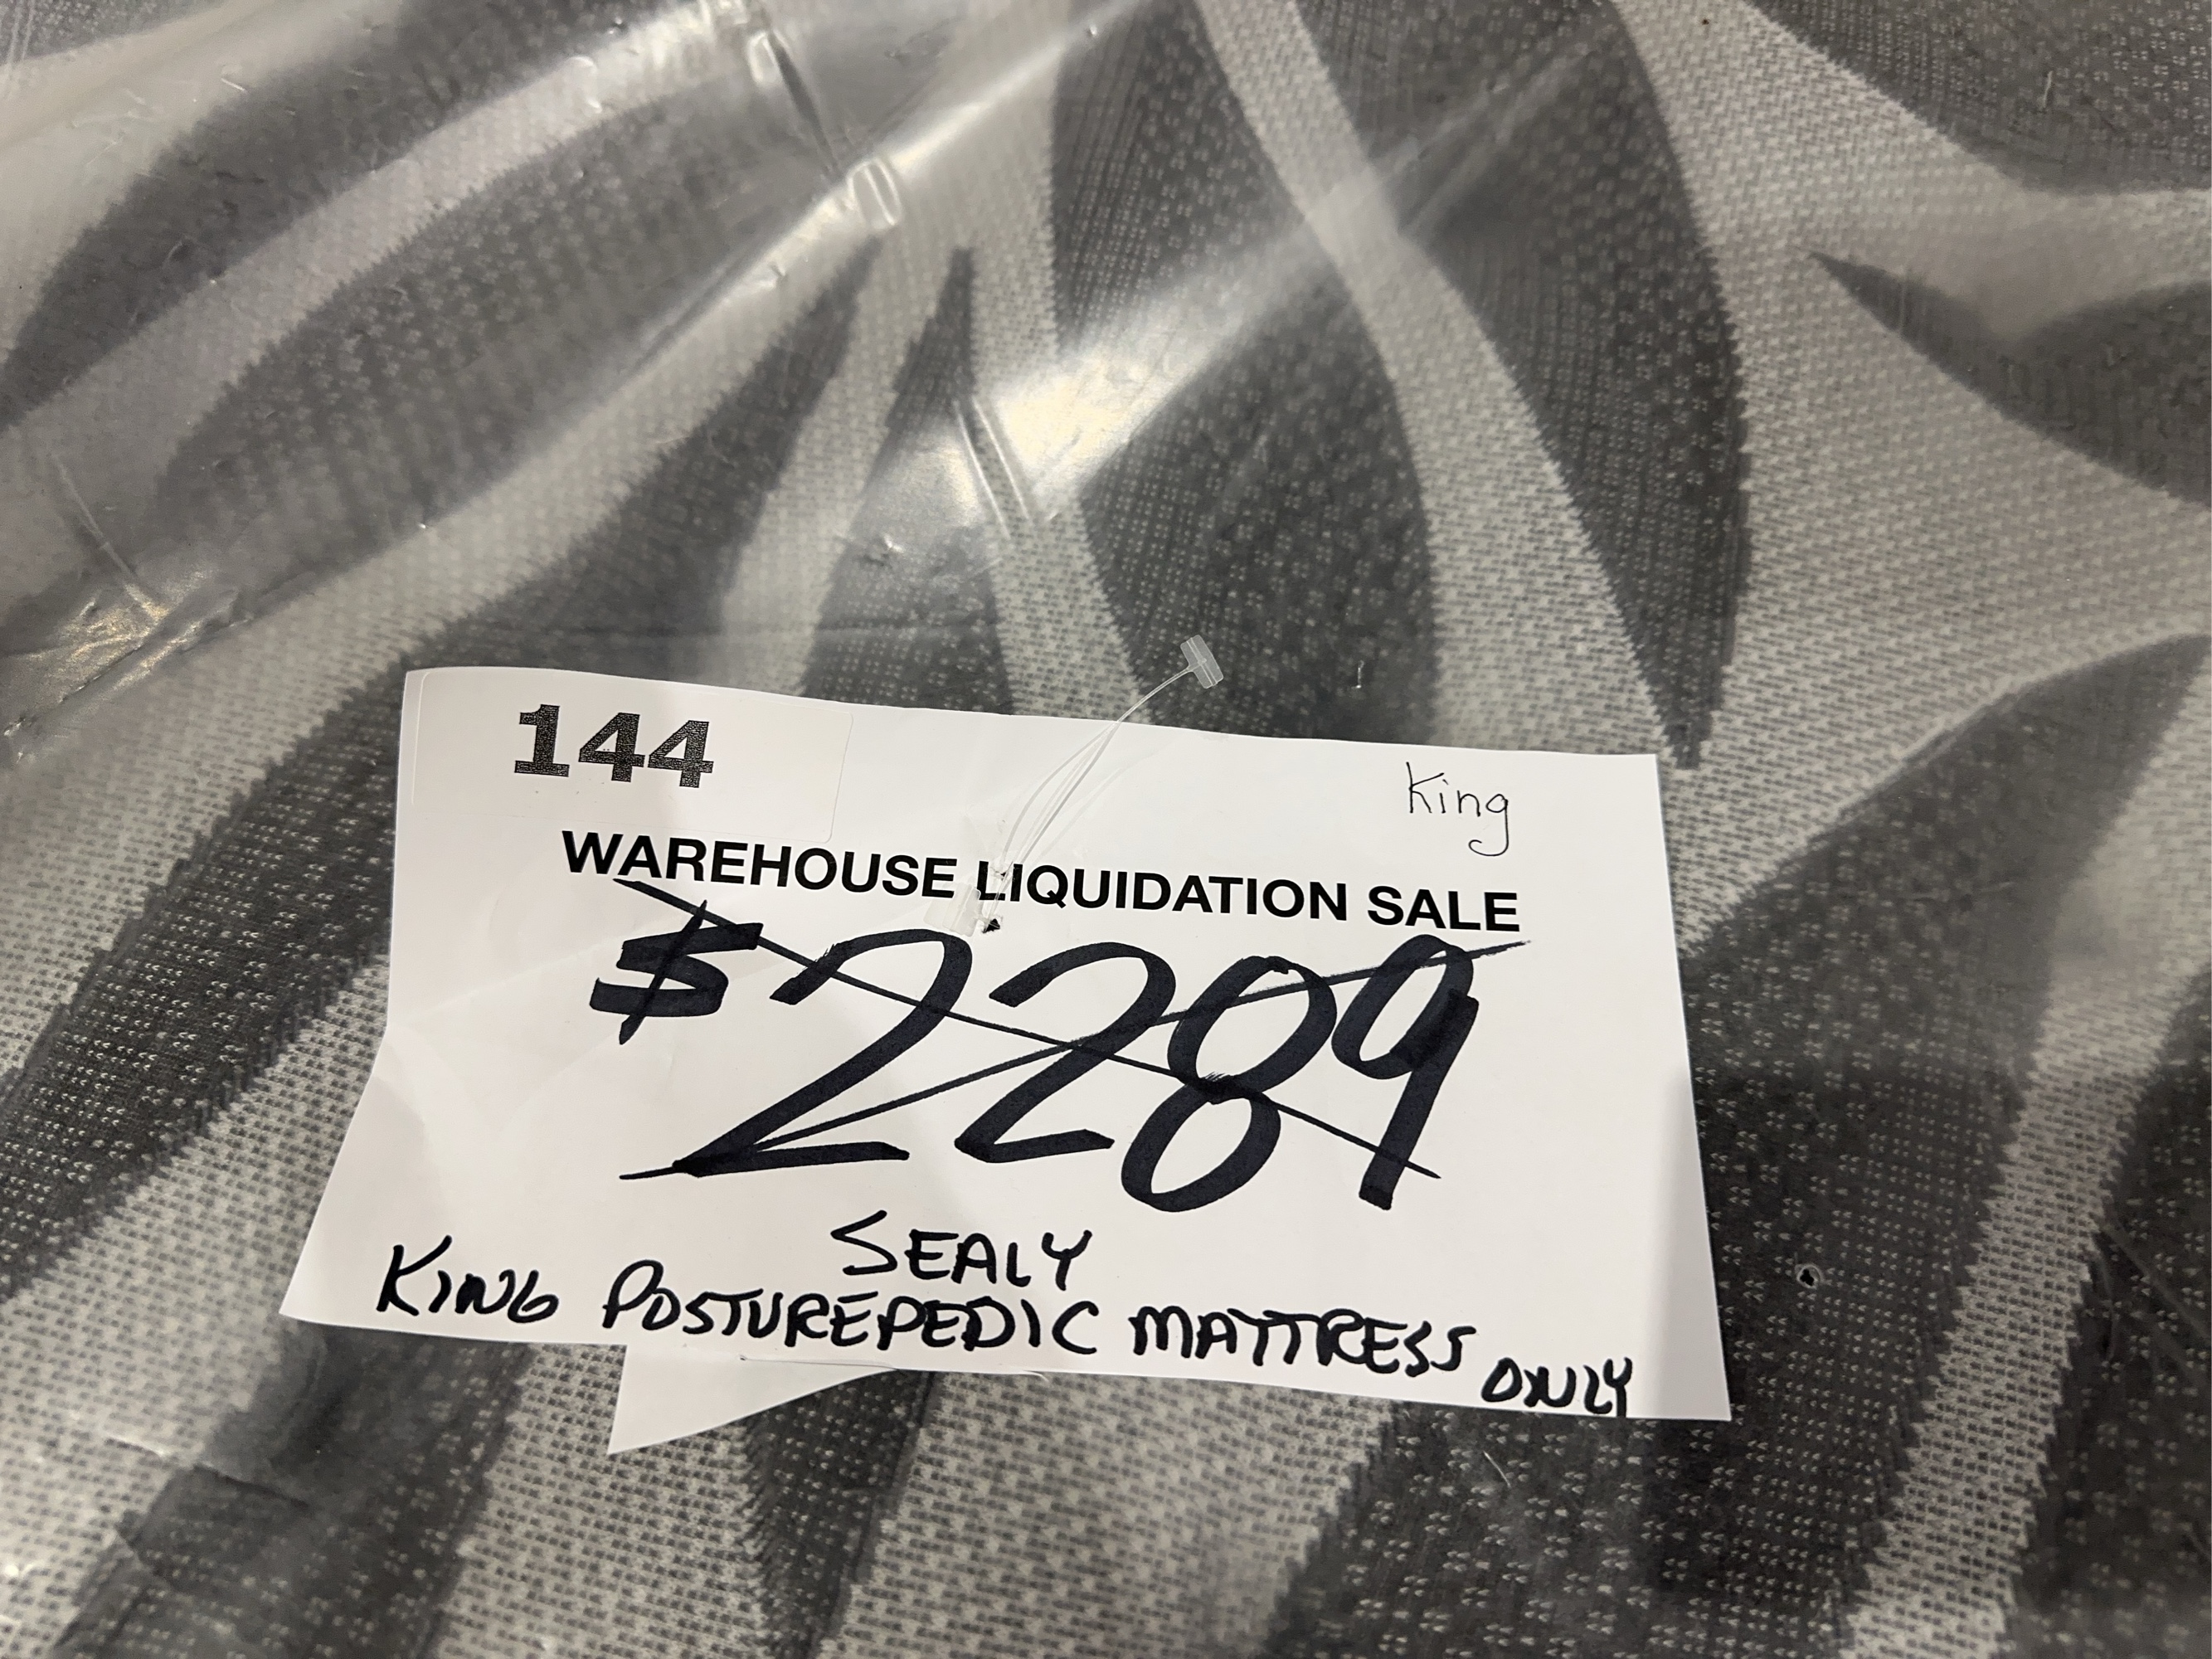 144
King
WAREHOUSE LIQUIDATION SALE
$2289
SEALY
KING POSTUREPEDIC MATTRESS ONLY